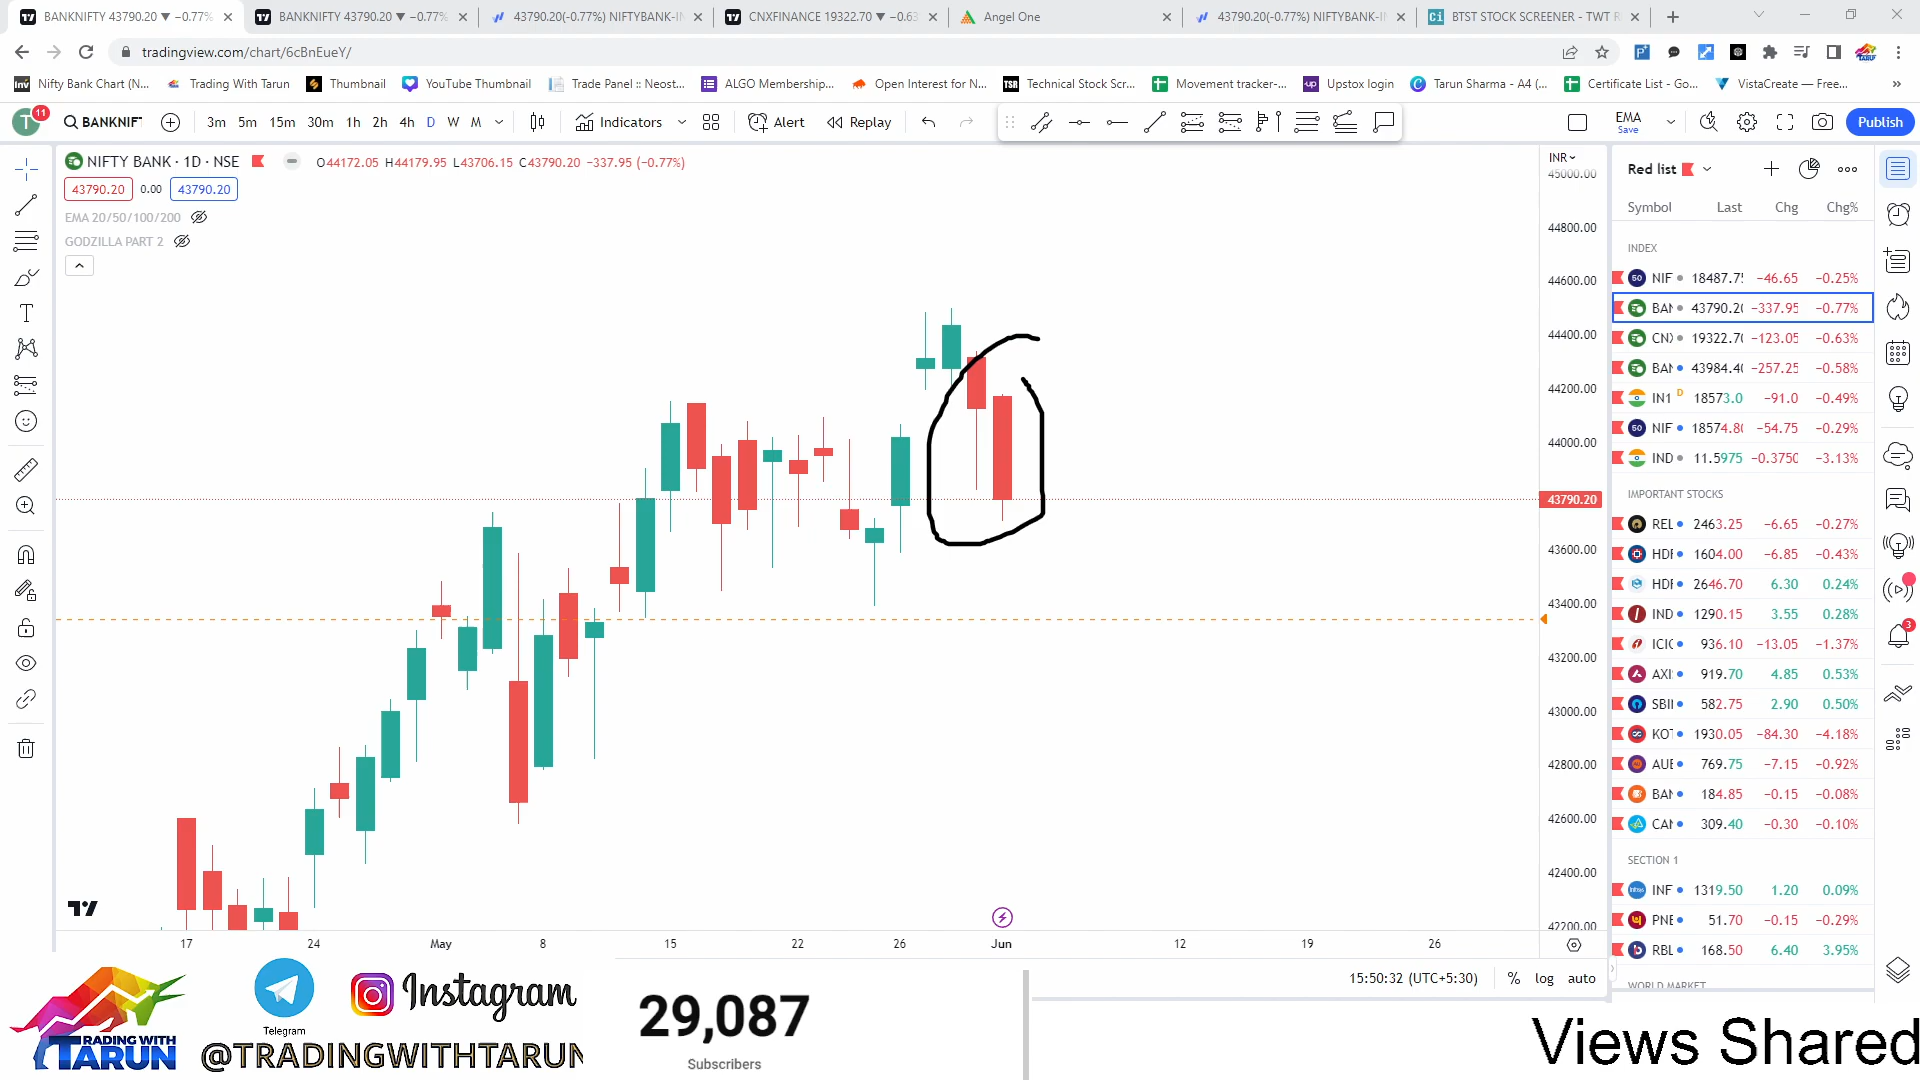 BANKNIFTY 43790.20 ▼ −0.77%
BANKNIFTY 43790.20 ▼ −0.77%
43790.20(-0.77%) NIFTYBANK-IN
CNXFINANCE 19322.70 ▼ −0.63
Angel One
43790.20(-0.77%) NIFTYBANK-IN
BTST STOCK SCREENER - TWT R
tradingview.com/chart/6cBnEueY/
Nifty Bank Chart (N...
Trading With Tarun
Thumbnail
YouTube Thumbnail
Trade Panel :: Neost...
ALGO Membership...
Open Interest for N...
Technical Stock Scr...
Movement tracker-...
Upstox login
Tarun Sharma - A4 (...
Certificate List - Go...
VistaCreate — Free...
T 11
BANKNIF
3m 5m 15m 30m 1h 2h 4h D W M
Indicators
Alert
Replay
EMA
Save
Publish
NIFTY BANK · 1D · NSE
O44172.05 H44179.95 L43706.15 C43790.20 −337.95 (−0.77%)
43790.20 0.00 43790.20
EMA 20/50/100/200
GODZILLA PART 2
INR
45000.00
44800.00
44600.00
44400.00
44200.00
44000.00
43790.20
43600.00
43400.00
43200.00
43000.00
42800.00
42600.00
42400.00
42200.00
17 24 May 8 15 22 26 Jun 12 19 26
15:50:32 (UTC+5:30) % log auto
Red list
Symbol Last Chg Chg%
INDEX
NIF 18487.75 −46.65 −0.25%
BAN 43790.20 −337.95 −0.77%
CNX 19322.70 −123.05 −0.63%
BAN 43984.40 −257.25 −0.58%
IN1 D 18573.0 −91.0 −0.49%
NIF 18574.80 −54.75 −0.29%
IND 11.5975 −0.3750 −3.13%
IMPORTANT STOCKS
REL 2463.25 −6.65 −0.27%
HDF 1604.00 −6.85 −0.43%
HDF 2646.70 6.30 0.24%
IND 1290.15 3.55 0.28%
ICIC 936.10 −13.05 −1.37%
AXI 919.70 4.85 0.53%
SBI 582.75 2.90 0.50%
KOT 1930.05 −84.30 −4.18%
AUE 769.75 −7.15 −0.92%
BAN 184.85 −0.15 −0.08%
CAN 309.40 −0.30 −0.10%
SECTION 1
INF 1319.50 1.20 0.09%
PNE 51.70 −0.15 −0.29%
RBL 168.50 6.40 3.95%
WORLD MARKET
3
TRADING WITH
TARUN
Telegram
Instagram
@TRADINGWITHTARUN
29,087
Subscribers
Views Shared